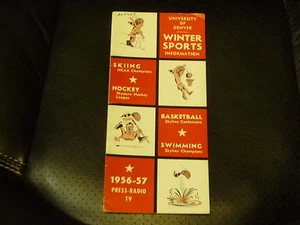 UNIVERSITY
OF
DENVER
WINTER
SPORTS
INFORMATION
SKIING
NCAA Champions
HOCKEY
Western Hockey
League
BASKETBALL
Skyline Conference
SWIMMING
Skyline Champions
1956-57
PRESS-RADIO
TV